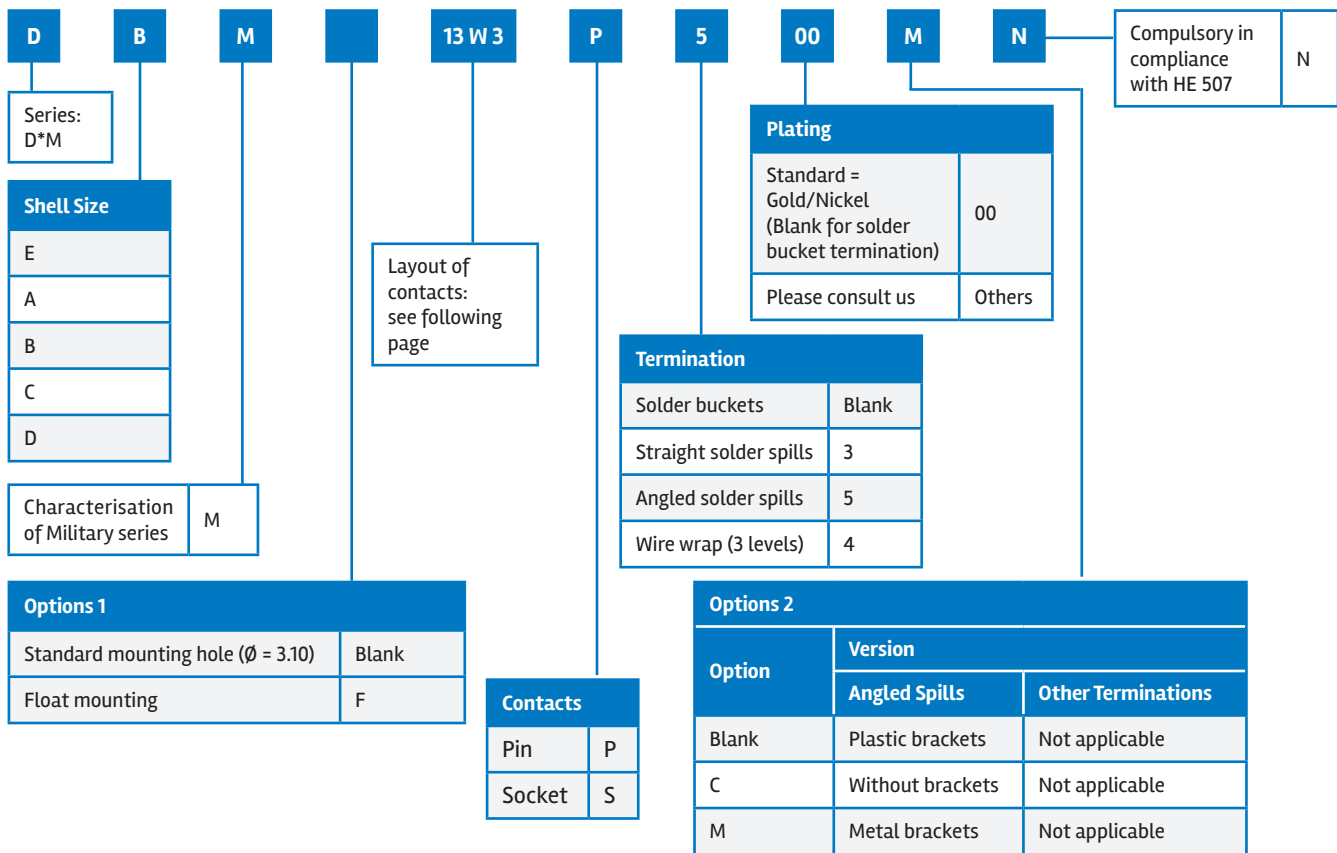 D B M 13 W 3 P 5 00 M N
Compulsory in
compliance
with HE 507
N
Series:
D*M
Shell Size
E
A
B
C
D
Characterisation
of Military series
M
Options 1
Standard mounting hole (Ø = 3.10) Blank
Float mounting F
Layout of
contacts:
see following
page
Contacts
Pin P
Socket S
Plating
Standard =
Gold/Nickel
(Blank for solder
bucket termination)
00
Please consult us Others
Termination
Solder buckets Blank
Straight solder spills 3
Angled solder spills 5
Wire wrap (3 levels) 4
Options 2
Option
Version
Angled Spills Other Terminations
Blank Plastic brackets Not applicable
C Without brackets Not applicable
M Metal brackets Not applicable